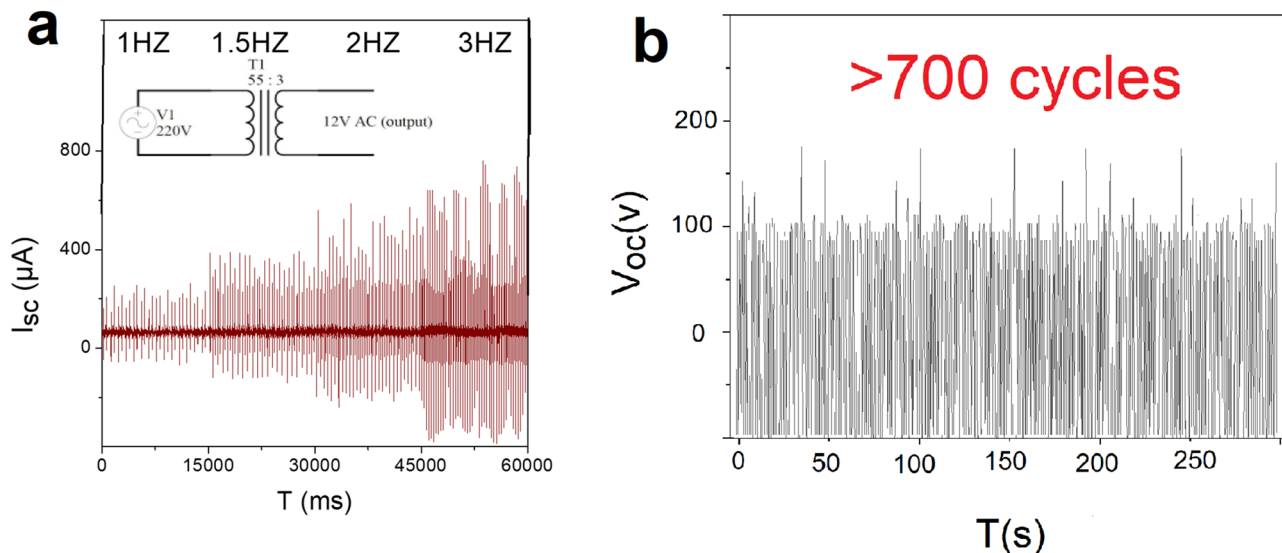 a
1HZ 1.5HZ 2HZ 3HZ
T1
55 : 3
V1
220V
12V AC (output)
800
400
0
Isc (µA)
0 15000 30000 45000 60000
T (ms)
b
>700 cycles
200
100
0
Voc(v)
0 50 100 150 200 250
T(s)